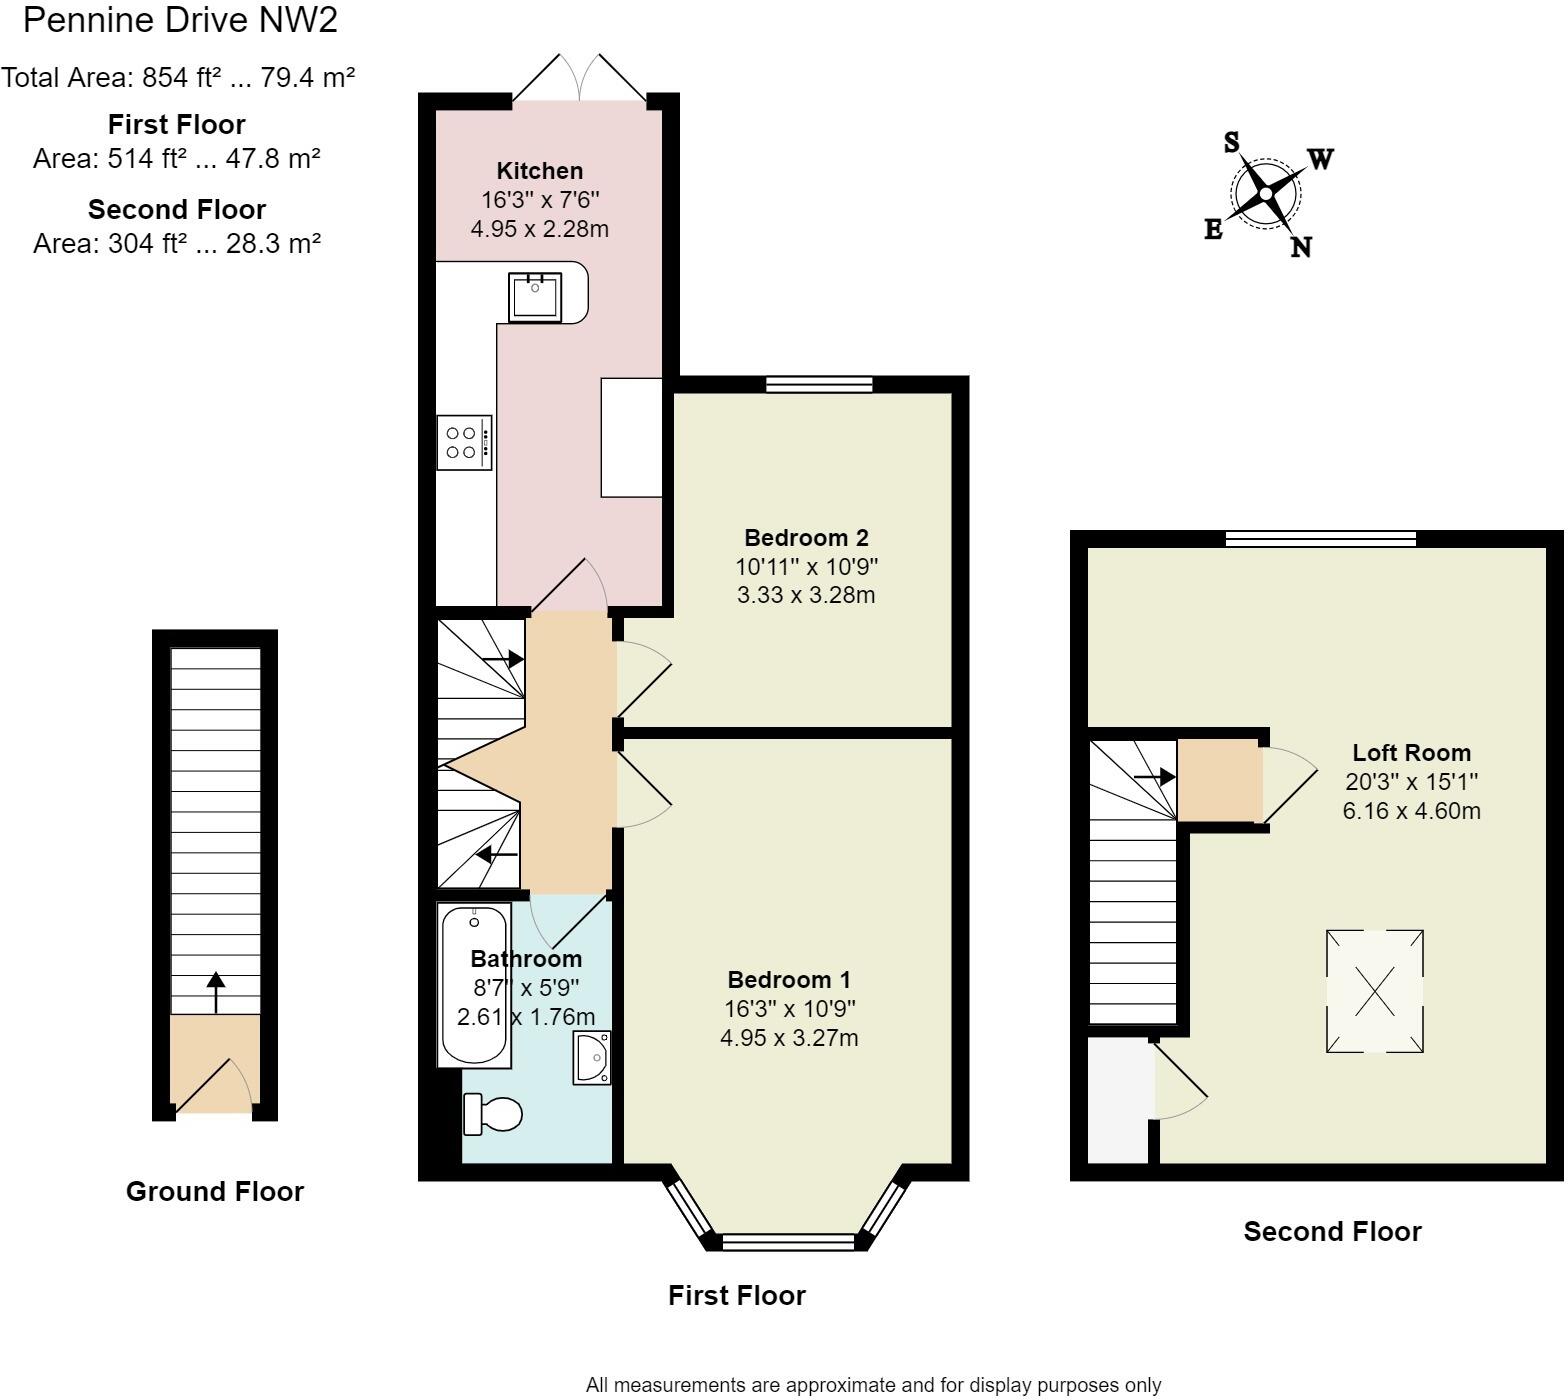 Pennine Drive NW2
Total Area: 854 ft² ... 79.4 m²
First Floor
Area: 514 ft² ... 47.8 m²
Second Floor
Area: 304 ft² ... 28.3 m²
S
W
E
N
Kitchen
16'3" x 7'6"
4.95 x 2.28m
Bedroom 2
10'11" x 10'9"
3.33 x 3.28m
Loft Room
20'3" x 15'1"
6.16 x 4.60m
Bathroom
8'7" x 5'9"
2.61 x 1.76m
Bedroom 1
16'3" x 10'9"
4.95 x 3.27m
Ground Floor
Second Floor
First Floor
All measurements are approximate and for display purposes only